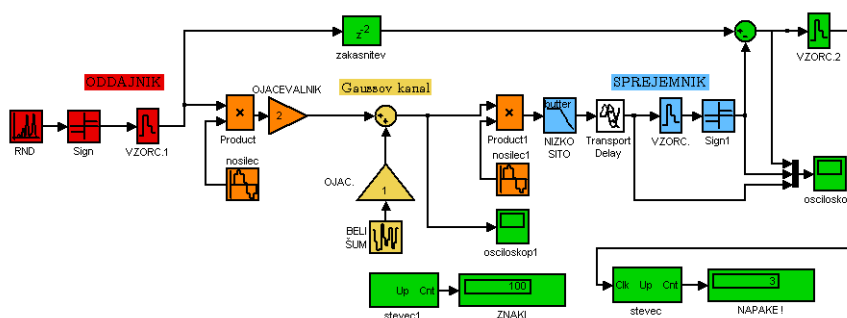 z-2
zakasnitev
VZORC.2
ODDAJNIK
OJACEVALNIK
Gaussov kanal
SPREJEMNIK
RND
Sign
VZORC.1
Product
2
nosilec
Product1
nosilec1
butter
NIZKO
SITO
Transport
Delay
VZORC.
Sign1
OJAC.
1
BELI
ŠUM
osciloskop1
oscilosko
Up Cnt
stevec1
100
ZNAKI
Clk Up Cnt
stevec
3
NAPAKE !